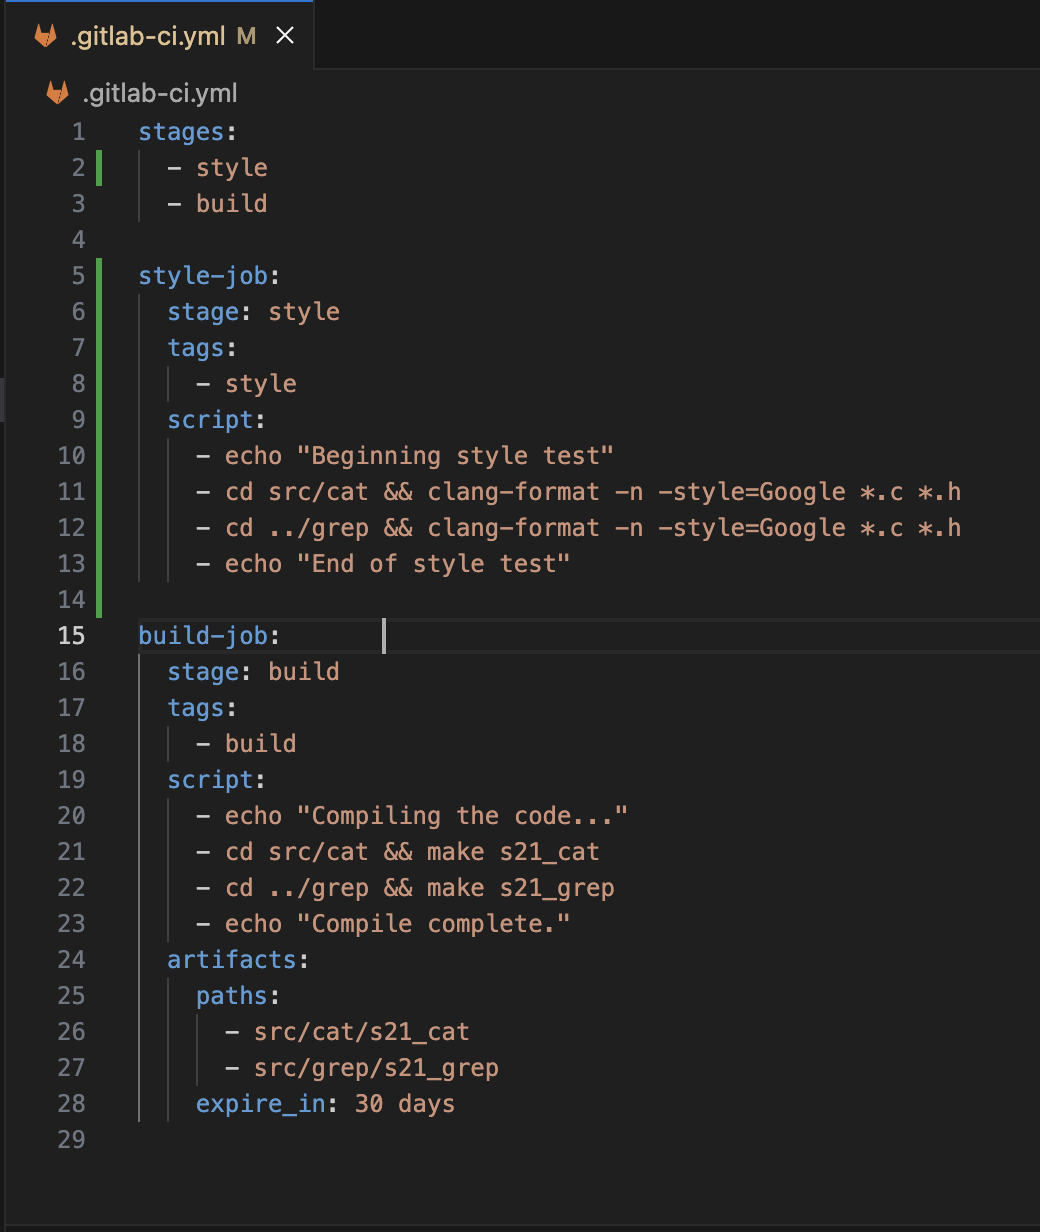 .gitlab-ci.yml M ×
.gitlab-ci.yml
1 stages:
2   - style
3   - build
4
5 style-job:
6   stage: style
7   tags:
8     - style
9   script:
10     - echo "Beginning style test"
11     - cd src/cat && clang-format -n -style=Google *.c *.h
12     - cd ../grep && clang-format -n -style=Google *.c *.h
13     - echo "End of style test"
14
15 build-job:
16   stage: build
17   tags:
18     - build
19   script:
20     - echo "Compiling the code..."
21     - cd src/cat && make s21_cat
22     - cd ../grep && make s21_grep
23     - echo "Compile complete."
24   artifacts:
25     paths:
26       - src/cat/s21_cat
27       - src/grep/s21_grep
28     expire_in: 30 days
29